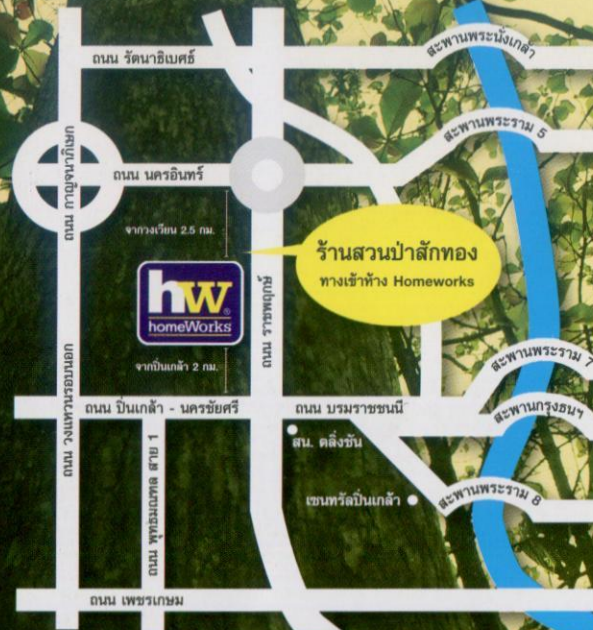 ถนน รัตนาธิเบศร์
สะพานพระนั่งเกล้า
สะพานพระราม 5
ถนน กาญจนาภิเษก
ถนน นครอินทร์
จากวงเวียน 2.5 กม.
ร้านสวนป่าสักทอง
ทางเข้าห้าง Homeworks
hw
homeWorks
ถนน ราชพฤกษ์
จากปิ่นเกล้า 2 กม.
สะพานพระราม 7
ถนน วงแหวนรอบนอก
ถนน ปิ่นเกล้า - นครชัยศรี
ถนน บรมราชชนนี
สะพานกรุงธนฯ
สน. ตลิ่งชัน
ถนน พุทธมณฑล สาย 1
เซนทรัลปิ่นเกล้า
สะพานพระราม 8
ถนน เพชรเกษม